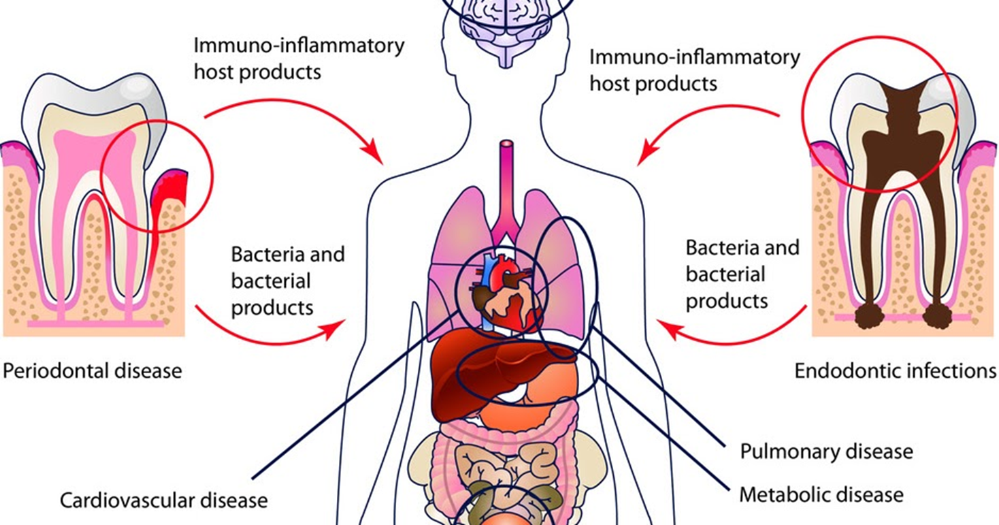 Immuno-inflammatory
host products
Immuno-inflammatory
host products
Bacteria and
bacterial
products
Bacteria and
bacterial
products
Periodontal disease
Endodontic infections
Pulmonary disease
Cardiovascular disease
Metabolic disease